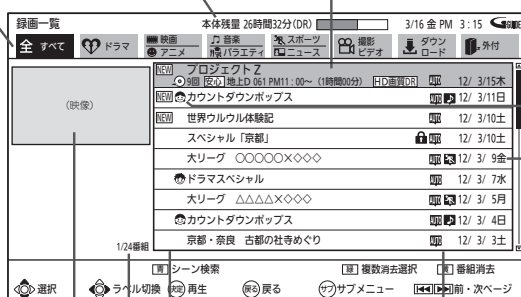 録画一覧 本体残量 26時間32分(DR) 3/16 金 PM 3:15
全 すべて ドラマ 映画 アニメ 音楽 バラエティ スポーツ ニュース 撮影 ビデオ ダウンロード 外付
(映像)
NEW プロジェクトZ
9回 安心 地上D 061 PM11:00～ (1時間00分) HD画質DR 12/ 3/15木
NEW カウントダウンポップス 12/ 3/11日
NEW 世界ウルウル体験記 12/ 3/10土
スペシャル「京都」 12/ 3/10土
大リーグ ○○○○○×◇◇◇ 12/ 3/ 9金
ドラマスペシャル 12/ 3/ 7水
大リーグ △△△△×◇◇◇ 12/ 3/ 5月
カウントダウンポップス 12/ 3/ 4日
京都・奈良 古都の社寺めぐり 12/ 3/ 3土
1/24番組
青 シーン検索 緑 複数消去選択 黄 番組消去
選択 ラベル切換 決定 再生 戻る 戻る サブ サブメニュー 前・次ページ